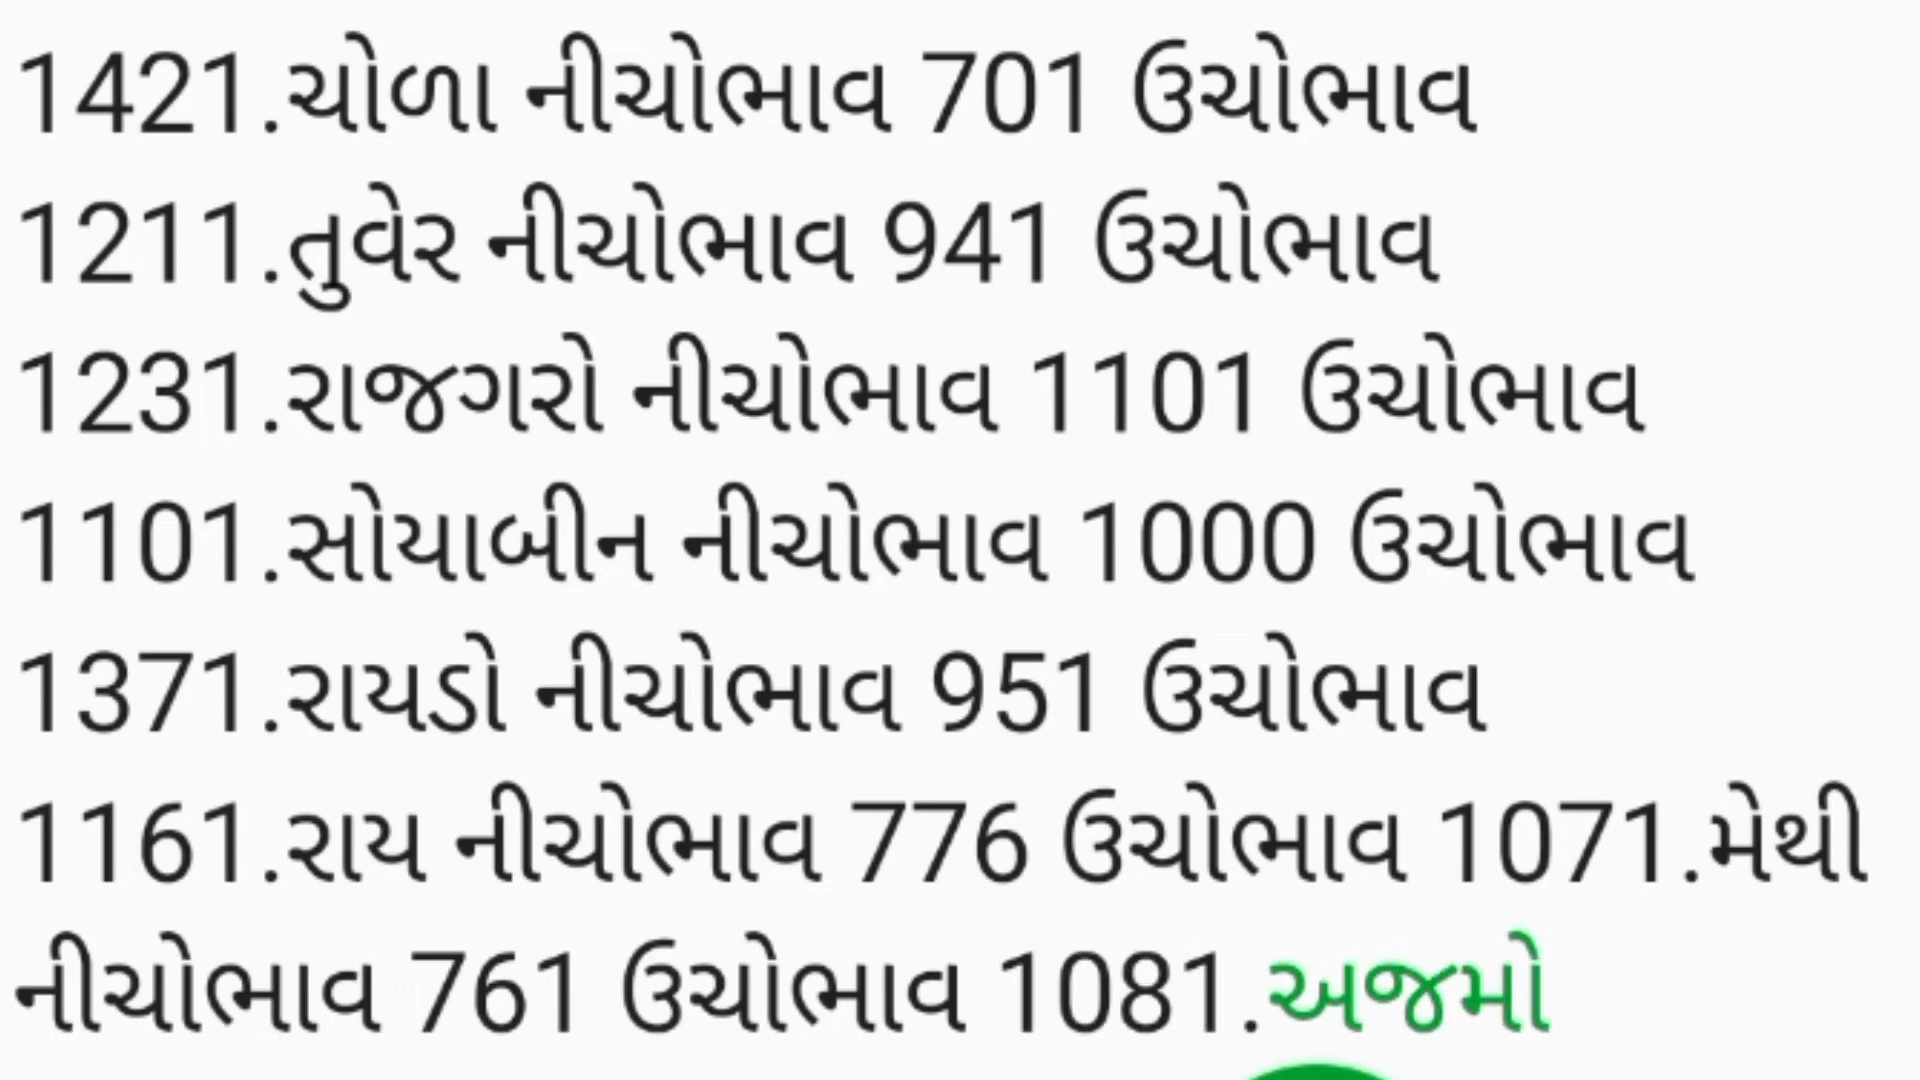 1421.ચોળા નીચોભાવ 701 ઉચોભાવ
1211.તુવેર નીચોભાવ 941 ઉચોભાવ
1231.રાજગરો નીચોભાવ 1101 ઉચોભાવ
1101.સોયાબીન નીચોભાવ 1000 ઉચોભાવ
1371.રાયડો નીચોભાવ 951 ઉચોભાવ
1161.રાય નીચોભાવ 776 ઉચોભાવ 1071.મેથી
નીચોભાવ 761 ઉચોભાવ 1081.અજમો